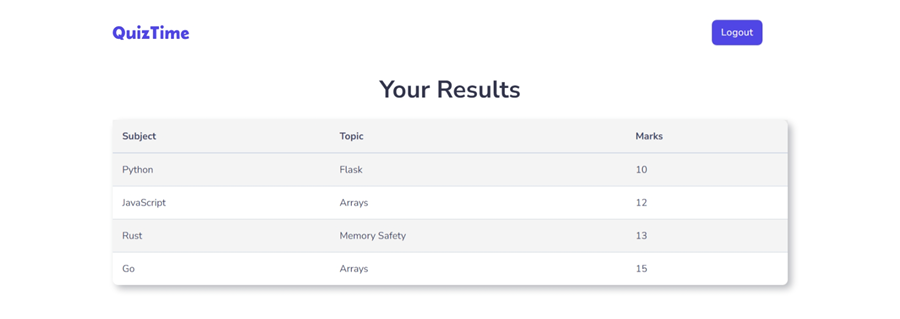 QuizTime Logout
Your Results
Subject Topic Marks
Python Flask 10
JavaScript Arrays 12
Rust Memory Safety 13
Go Arrays 15